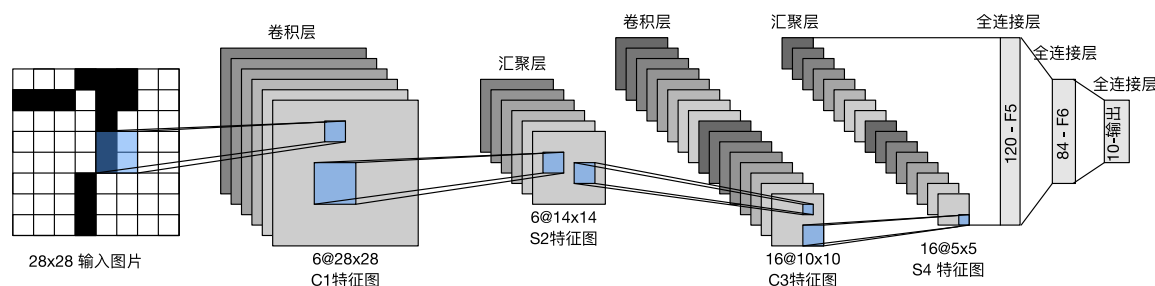 卷积层
汇聚层
卷积层
汇聚层
全连接层
全连接层
全连接层
120 - F5
84 - F6
10-输出
28x28 输入图片
6@28x28
C1特征图
6@14x14
S2特征图
16@10x10
C3特征图
16@5x5
S4 特征图